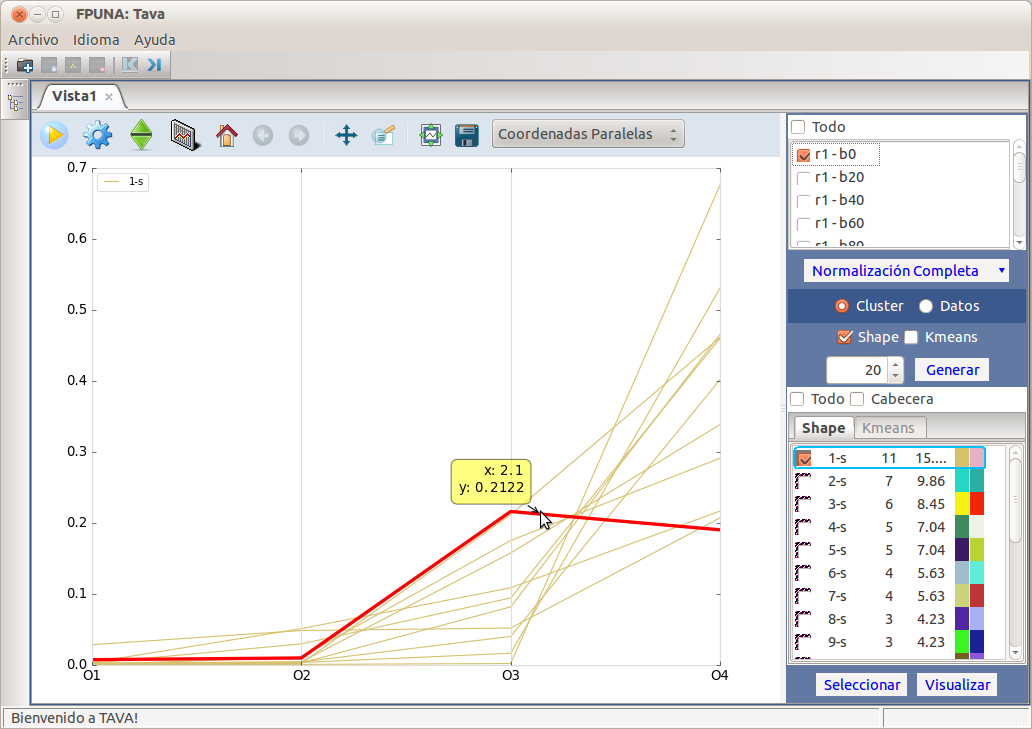 FPUNA: Tava
Archivo Idioma Ayuda
Vista1
Coordenadas Paralelas
0.7
0.6
0.5
0.4
0.3
0.2
0.1
0.0
1-s
x: 2.1
y: 0.2122
O1 O2 O3 O4
Todo
r1 - b0
r1 - b20
r1 - b40
r1 - b60
r1 - b80
Normalización Completa
Cluster Datos
Shape Kmeans
20 Generar
Todo Cabecera
Shape Kmeans
1-s 11 15....
2-s 7 9.86
3-s 6 8.45
4-s 5 7.04
5-s 5 7.04
6-s 4 5.63
7-s 4 5.63
8-s 3 4.23
9-s 3 4.23
Seleccionar Visualizar
Bienvenido a TAVA!